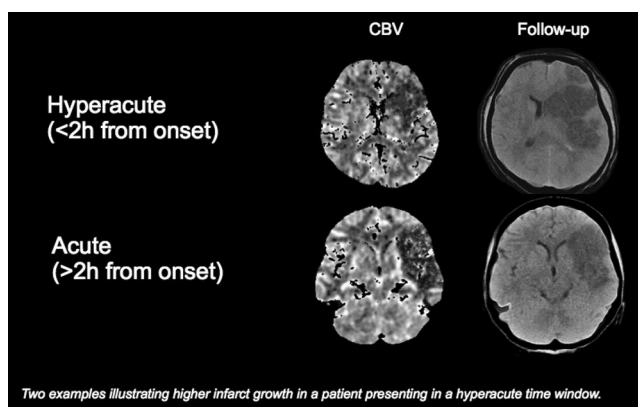 CBV
Follow-up
Hyperacute
(<2h from onset)
Acute
(>2h from onset)
Two examples illustrating higher infarct growth in a patient presenting in a hyperacute time window.